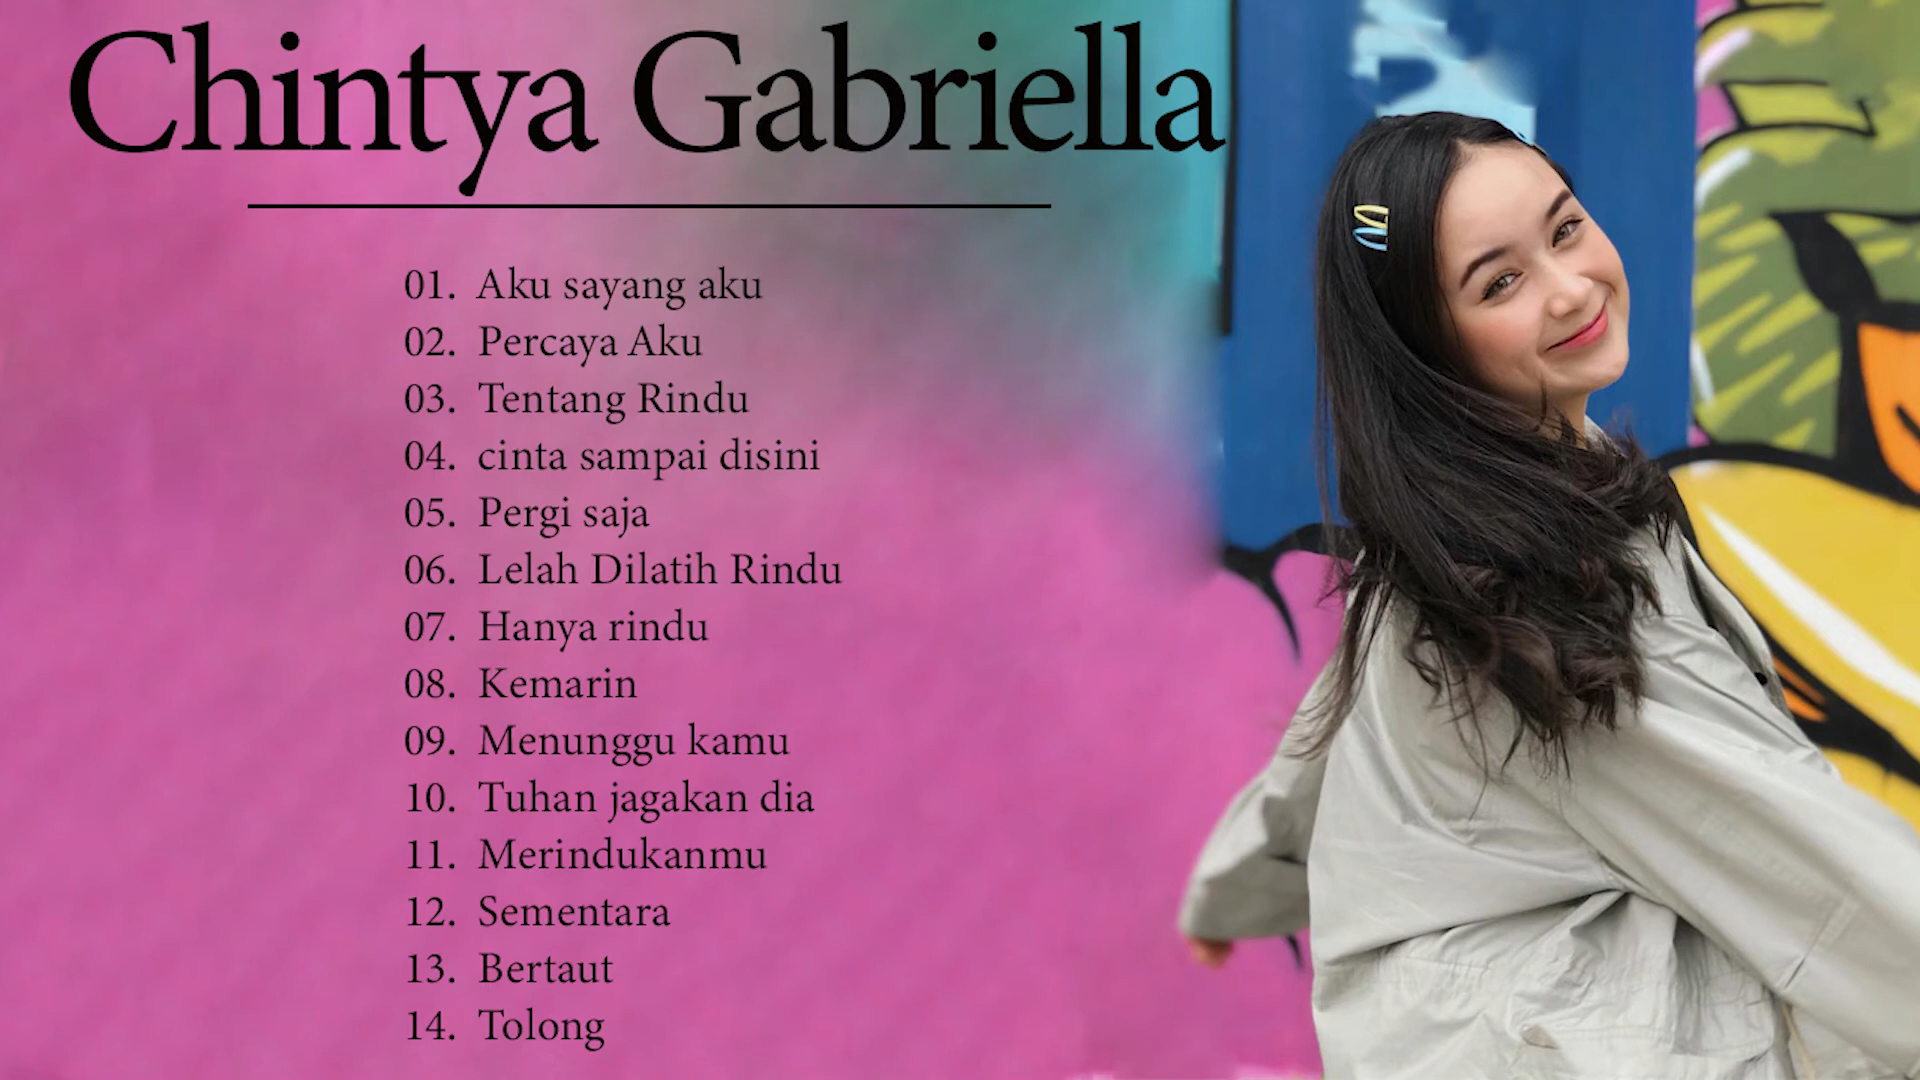 Chintya Gabriella
01. Aku sayang aku
02. Percaya Aku
03. Tentang Rindu
04. cinta sampai disini
05. Pergi saja
06. Lelah Dilatih Rindu
07. Hanya rindu
08. Kemarin
09. Menunggu kamu
10. Tuhan jagakan dia
11. Merindukanmu
12. Sementara
13. Bertaut
14. Tolong